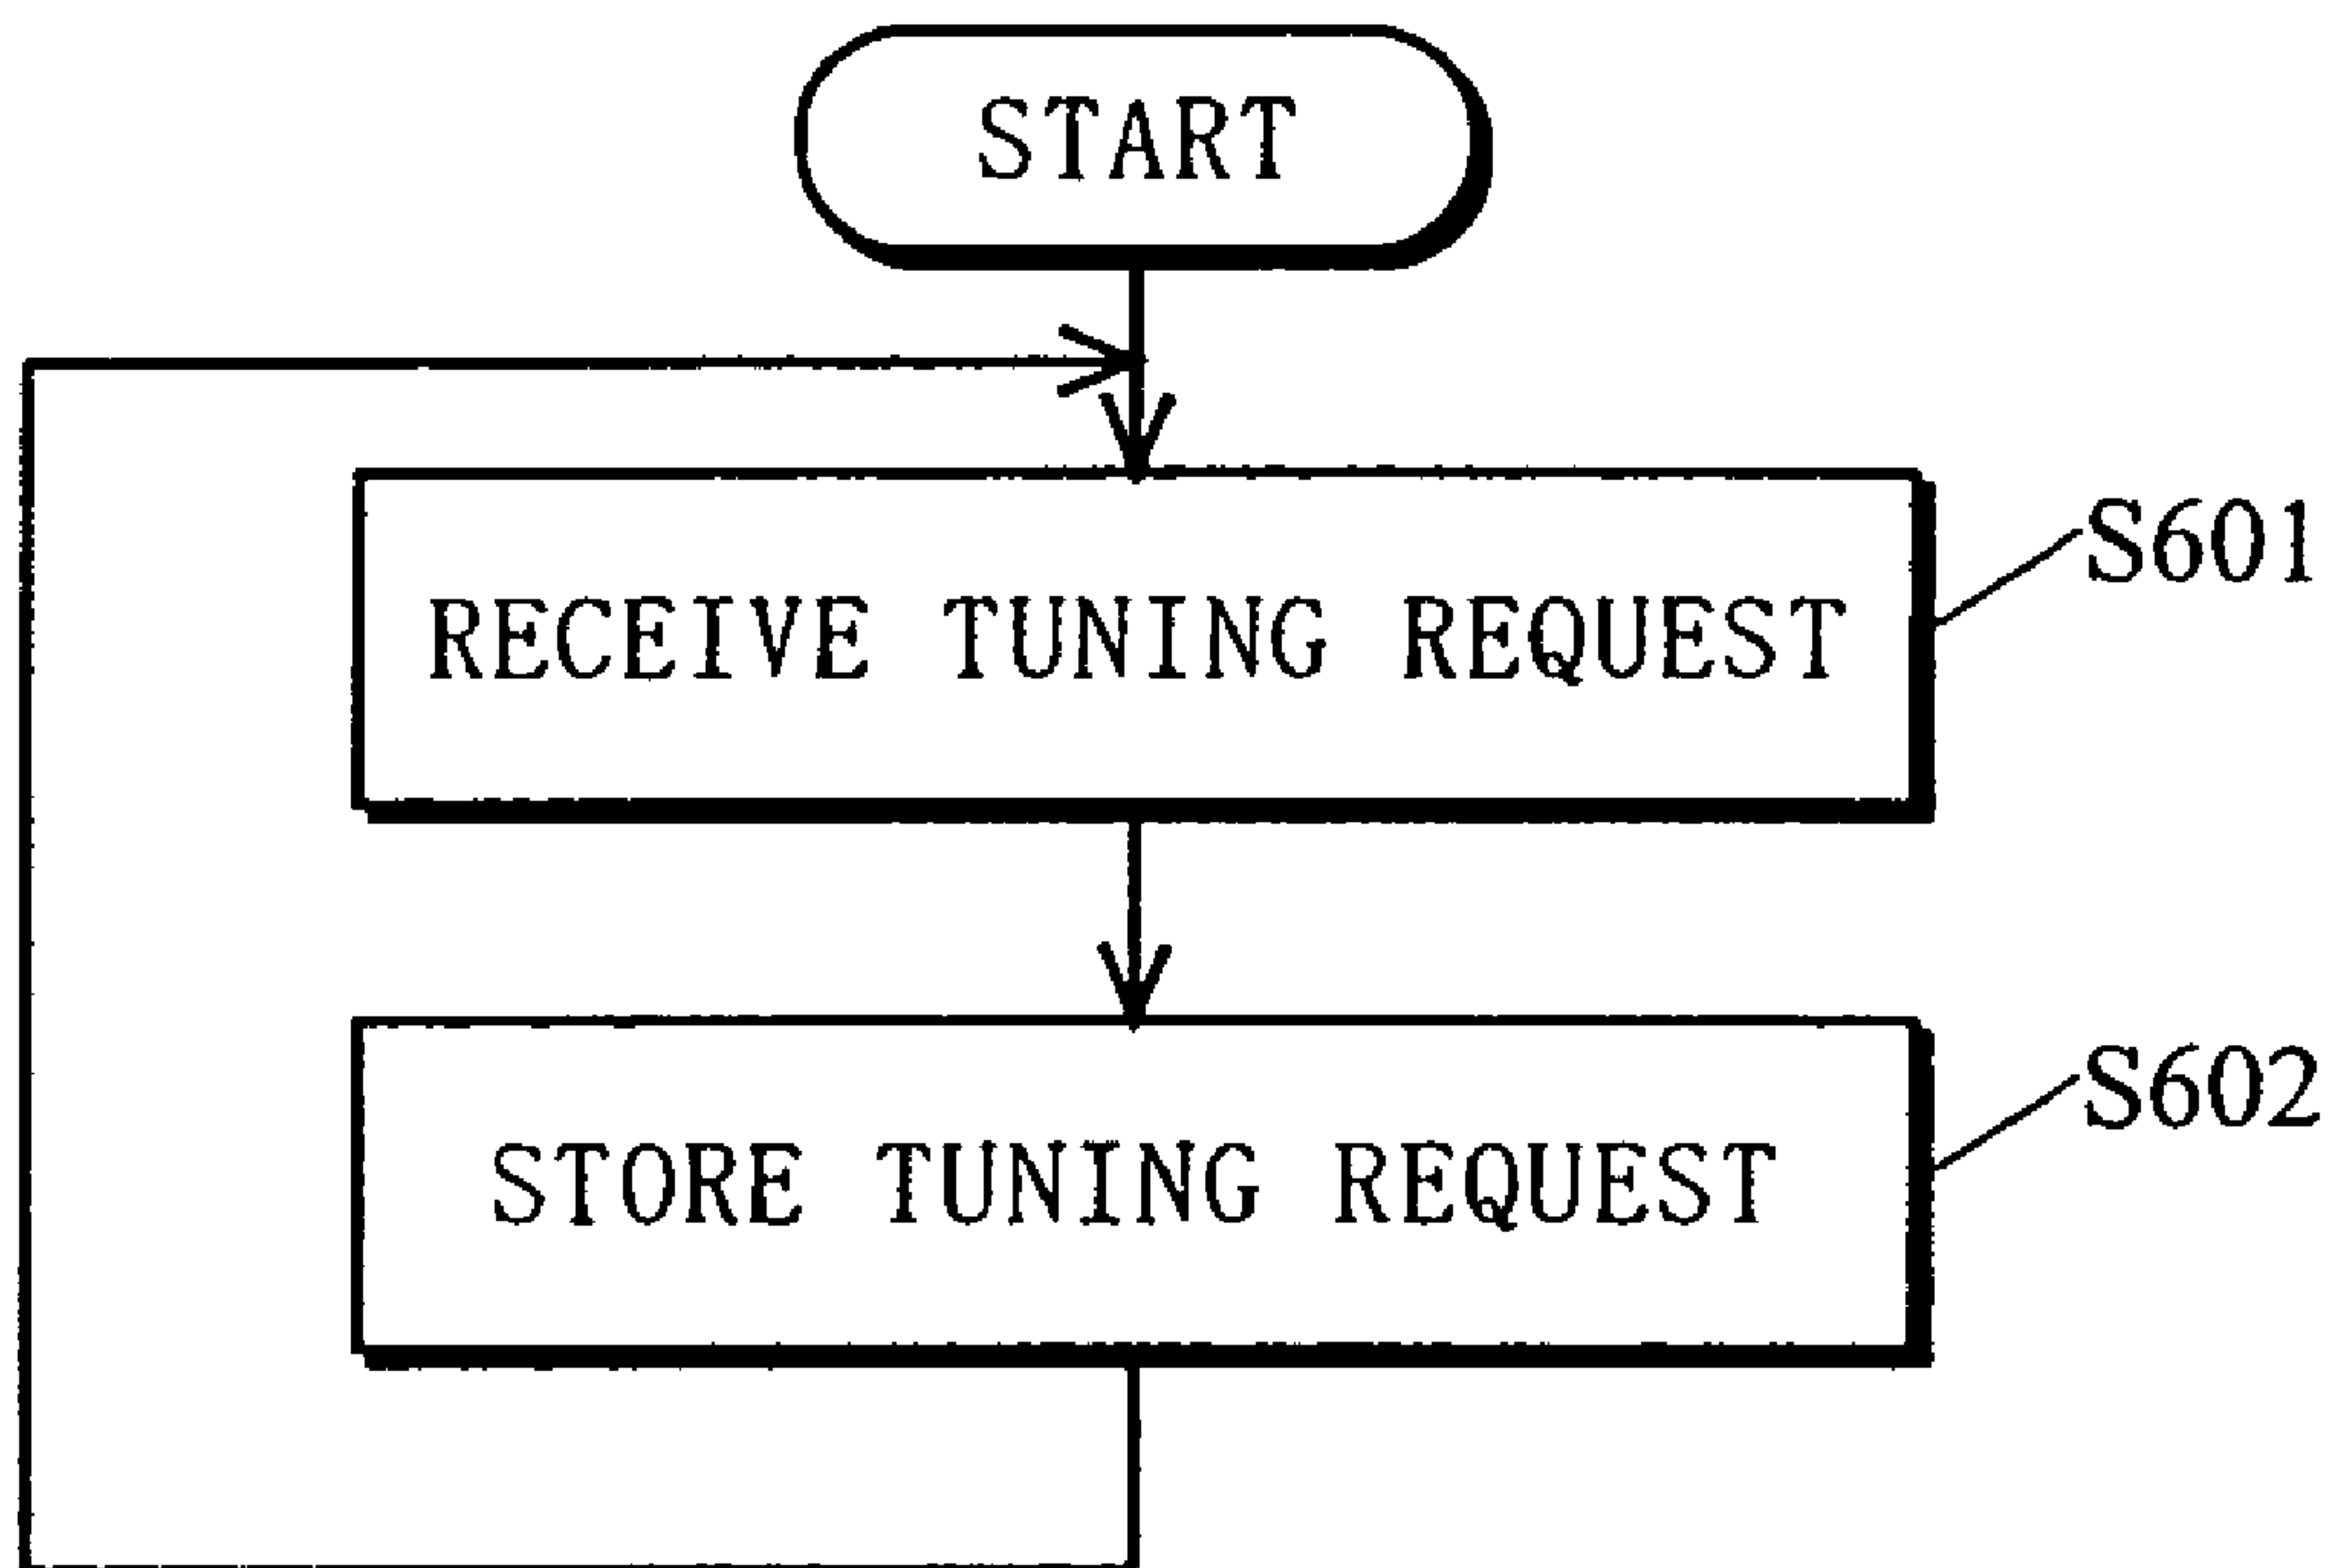 START
S601
RECEIVE TUNING REQUEST
S602
STORE TUNING REQUEST